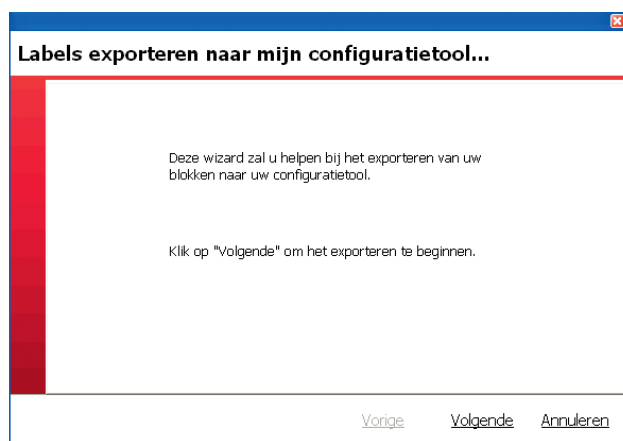 Labels exporteren naar mijn configuratietool...
Deze wizard zal u helpen bij het exporteren van uw
blokken naar uw configuratietool.
Klik op "Volgende" om het exporteren te beginnen.
Vorige Volgende Annuleren